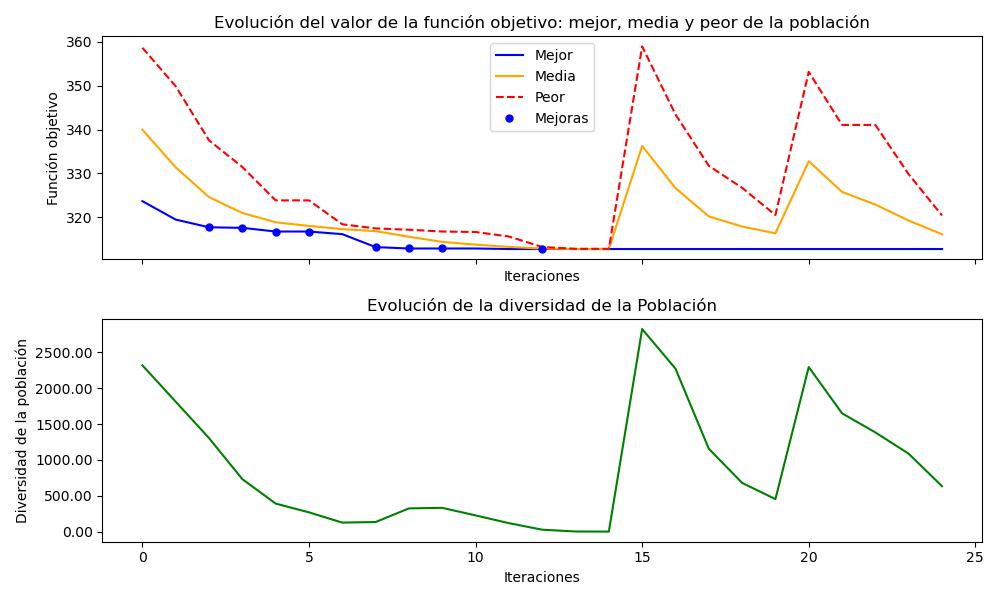 Evolución del valor de la función objetivo: mejor, media y peor de la población
360
350
340
330
320
Función objetivo
Mejor
Media
Peor
Mejoras
Iteraciones
Evolución de la diversidad de la Población
2500.00
2000.00
1500.00
1000.00
500.00
0.00
Diversidad de la población
0 5 10 15 20 25
Iteraciones